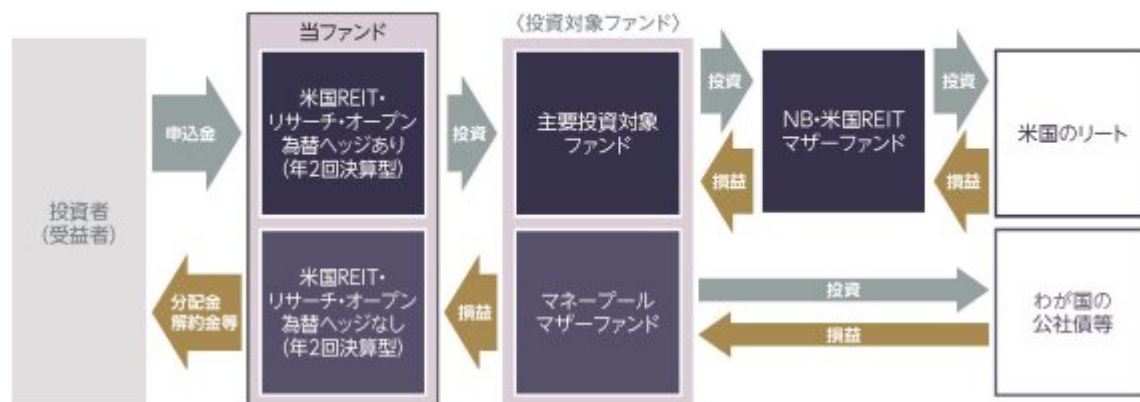 投資者
(受益者)
申込金
分配金
解約金等
当ファンド
米国REIT・
リサーチ・オープン
為替ヘッジあり
(年2回決算型)
米国REIT・
リサーチ・オープン
為替ヘッジなし
(年2回決算型)
投資
損益
〈投資対象ファンド〉
主要投資対象
ファンド
マネープール
マザーファンド
投資
損益
NB・米国REIT
マザーファンド
投資
損益
米国のリート
投資
損益
わが国の
公社債等